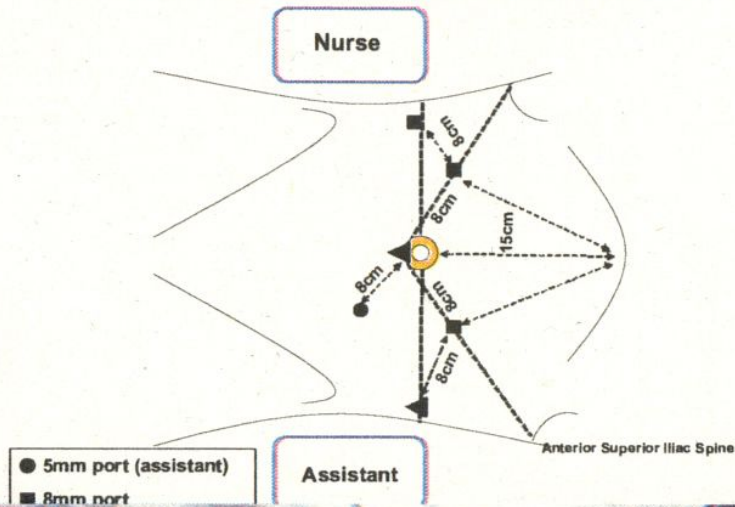 Nurse
8cm
8cm
15cm
8cm
8cm
8cm
Anterior Superior Iliac Spine
5mm port (assistant)
Assistant
8mm port